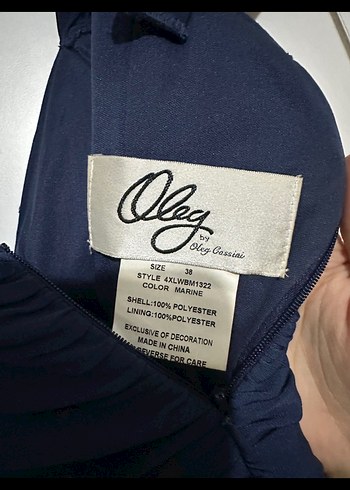 Oleg
BY
Oleg Cassini
SIZE 38
STYLE 4XLWBM1322
COLOR MARINE
SHELL:100% POLYESTER
LINING:100%POLYESTER
EXCLUSIVE OF DECORATION
MADE IN CHINA
REVERSE FOR CARE